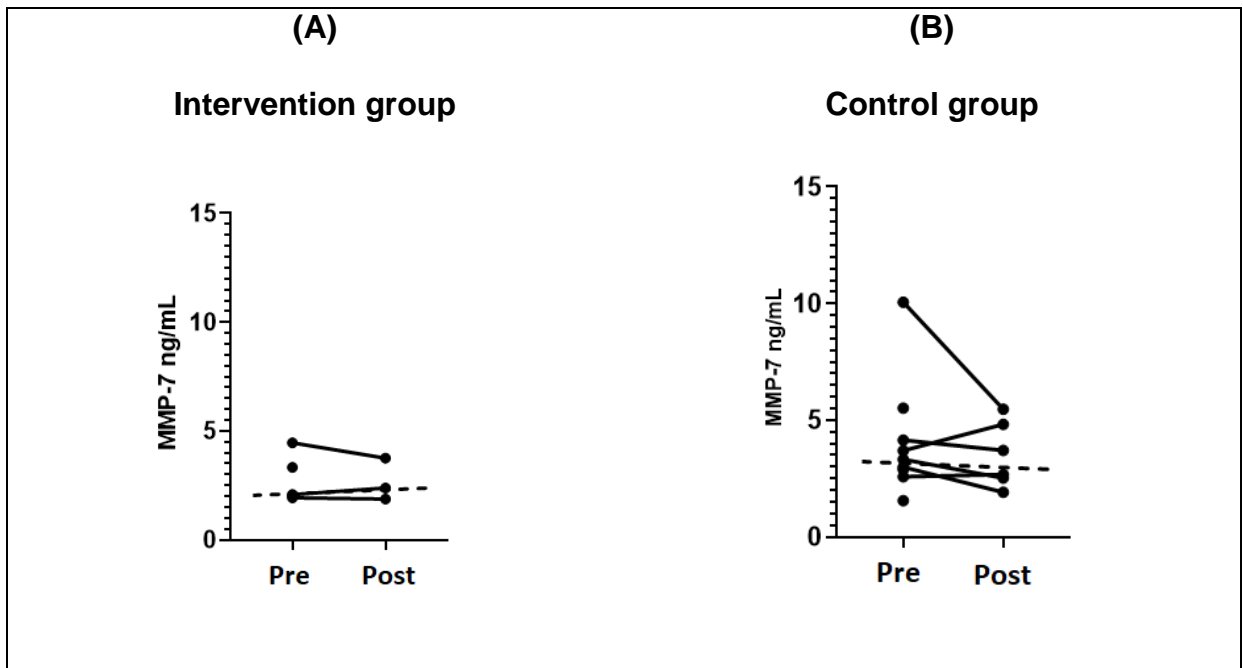 (A)
Intervention group
15
10
5
0
MMP-7 ng/mL
Pre Post
(B)
Control group
15
10
5
0
MMP-7 ng/mL
Pre Post